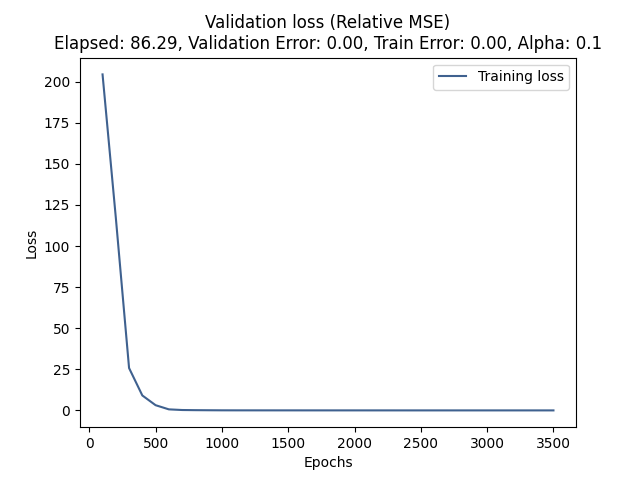 Validation loss (Relative MSE)
Elapsed: 86.29, Validation Error: 0.00, Train Error: 0.00, Alpha: 0.1
Training loss
200
175
150
125
100
75
50
25
0
Loss
0 500 1000 1500 2000 2500 3000 3500
Epochs